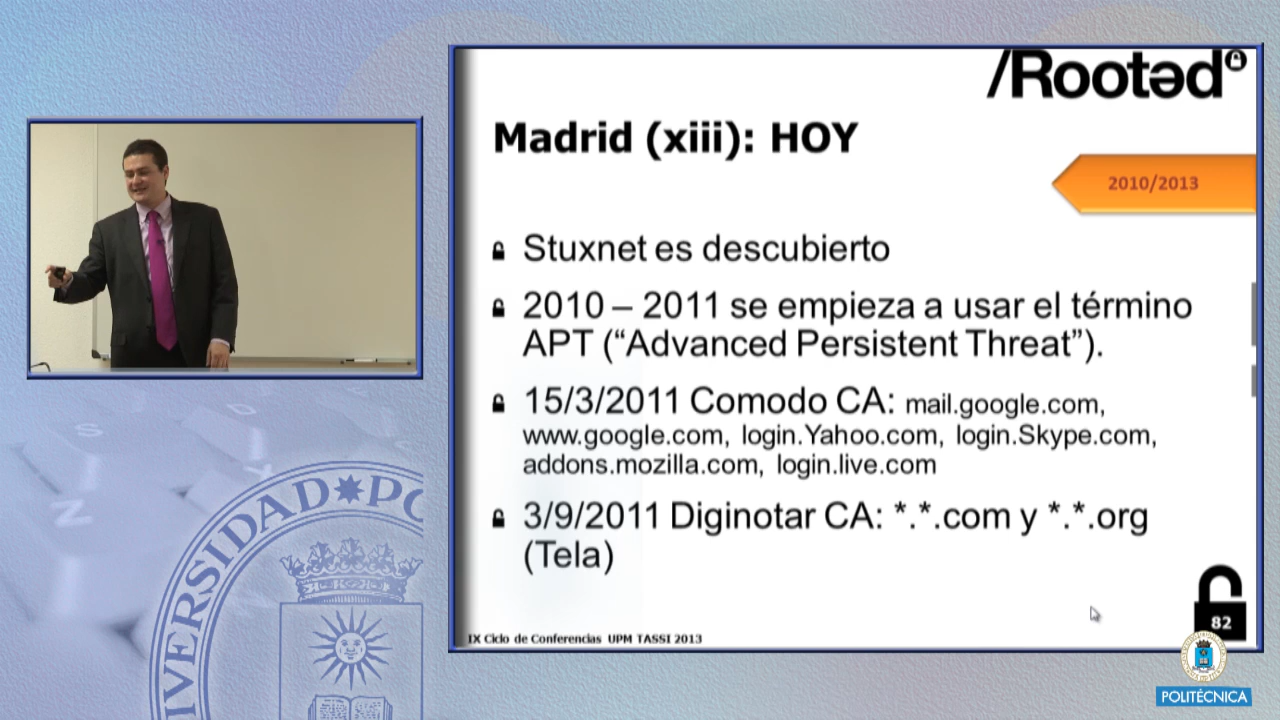 /Rootəd
Madrid (xiii): HOY
2010/2013
Stuxnet es descubierto
2010 – 2011 se empieza a usar el término
APT (“Advanced Persistent Threat”).
15/3/2011 Comodo CA: mail.google.com,
www.google.com, login.Yahoo.com, login.Skype.com,
addons.mozilla.com, login.live.com
3/9/2011 Diginotar CA: *.*.com y *.*.org
(Tela)
82
IX Ciclo de Conferencias UPM TASSI 2013
POLITÉCNICA